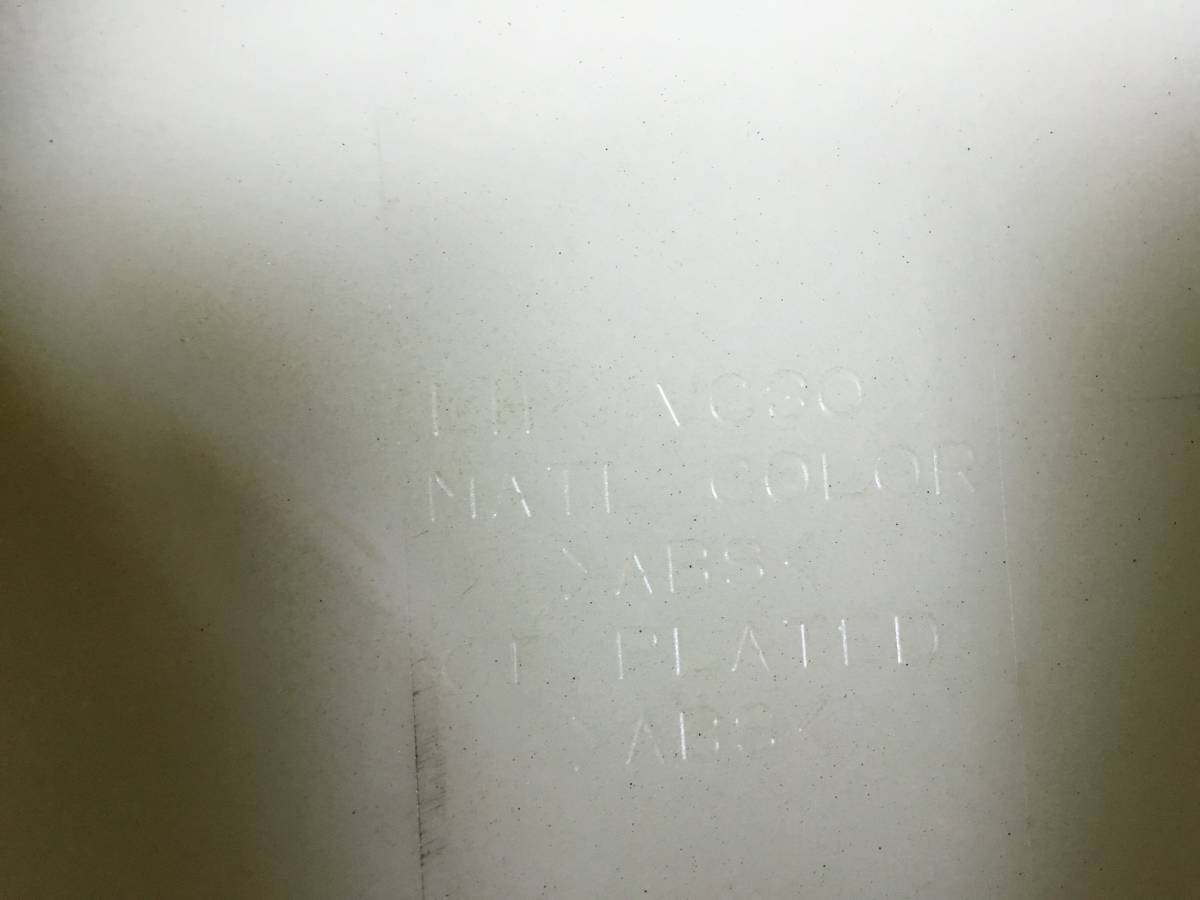 LH
MATT COLOR
>ABS<
PLATED
>ABS<